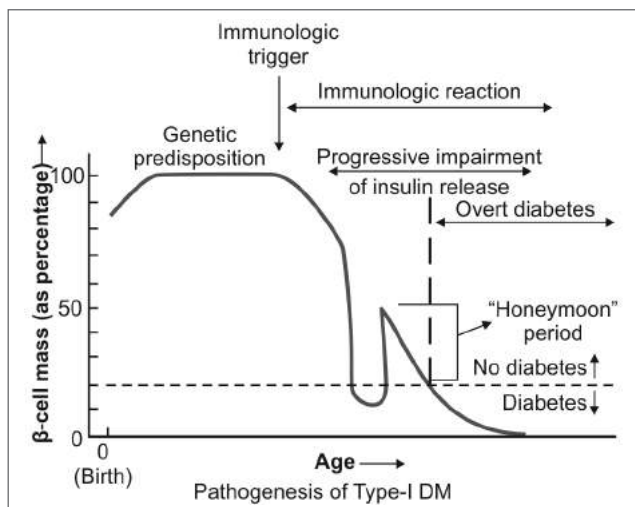 Immunologic
trigger
Immunologic reaction
Genetic
predisposition
Progressive impairment
of insulin release
Overt diabetes
β-cell mass (as percentage)
100
50
0
"Honeymoon"
period
No diabetes
Diabetes
0
(Birth)
Age
Pathogenesis of Type-I DM